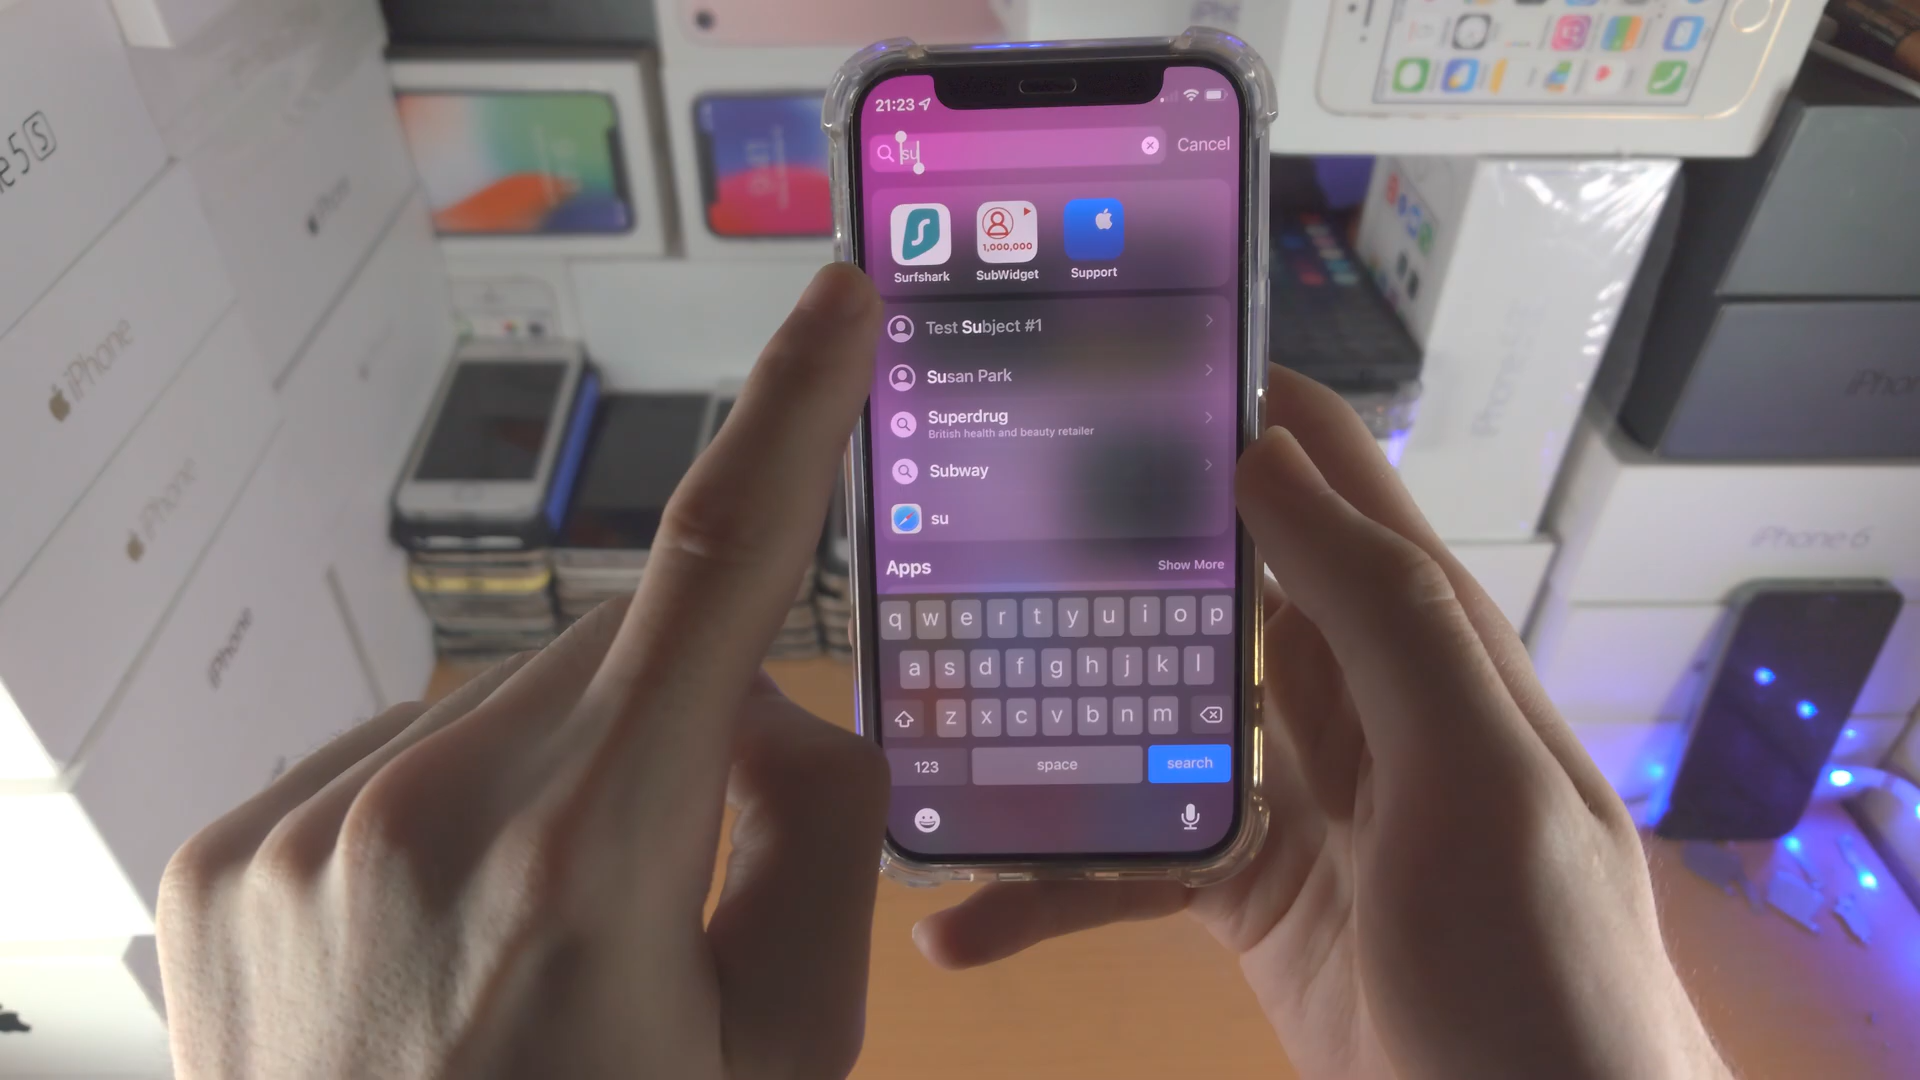 21:23
su
Cancel
Surfshark
1,000,000
SubWidget
Support
Test Subject #1
Susan Park
Superdrug
British health and beauty retailer
Subway
su
Apps
Show More
q w e r t y u i o p
a s d f g h j k l
z x c v b n m
123
space
search
e 5 S
iPhone
iPhone
iPhone
iPhone
iPhone 6